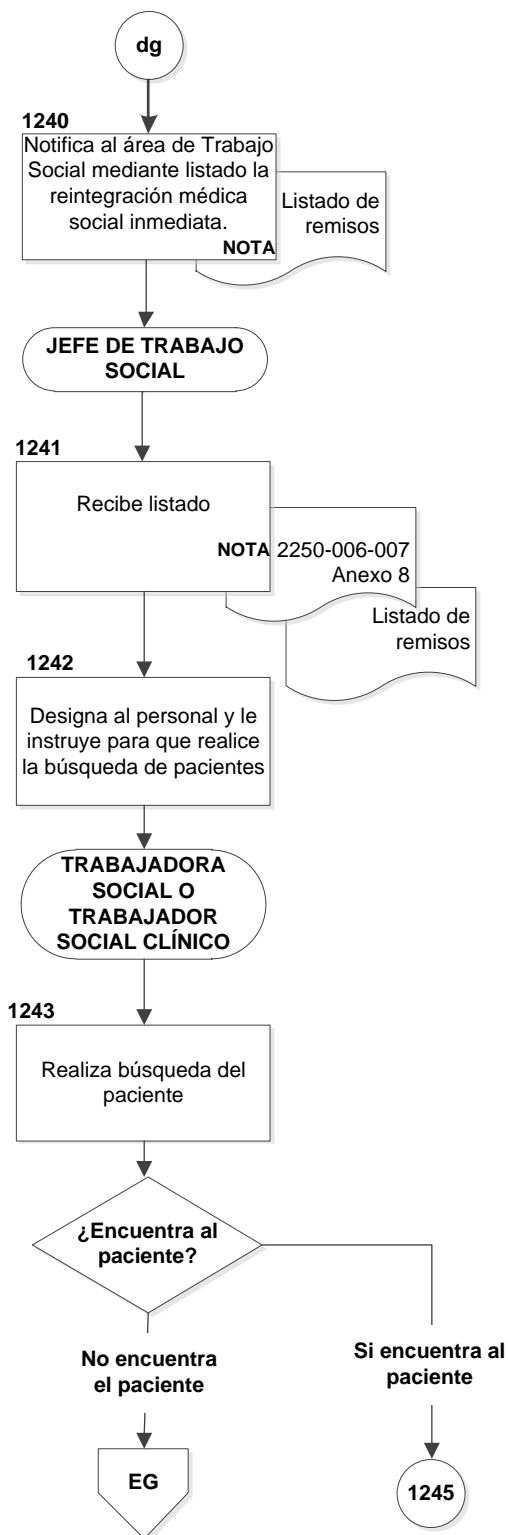 dg
1240
Notifica al área de Trabajo
Social mediante listado la
reintegración médica
social inmediata.
NOTA
Listado de
remisos
JEFE DE TRABAJO
SOCIAL
1241
Recibe listado
NOTA
2250-006-007
Anexo 8
Listado de
remisos
1242
Designa al personal y le
instruye para que realice
la búsqueda de pacientes
TRABAJADORA
SOCIAL O
TRABAJADOR
SOCIAL CLÍNICO
1243
Realiza búsqueda del
paciente
¿Encuentra al
paciente?
No encuentra
el paciente
Si encuentra al
paciente
EG
1245